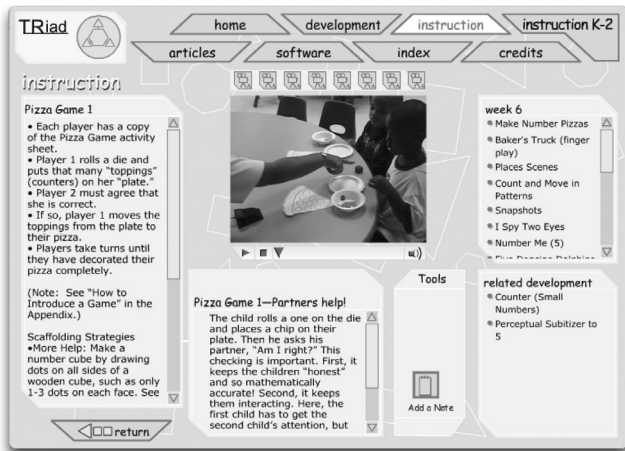 TRiad
home
development
instruction
instruction K-2
articles
software
index
credits
instruction
Pizza Game 1
• Each player has a copy
of the Pizza Game activity
sheet.
• Player 1 rolls a die and
puts that many "toppings"
(counters) on her "plate."
• Player 2 must agree that
she is correct.
• If so, player 1 moves the
toppings from the plate to
their pizza.
• Players take turns until
they have decorated their
pizza completely.
(Note: See "How to
Introduce a Game" in the
Appendix.)
Scaffolding Strategies
•More Help: Make a
number cube by drawing
dots on all sides of a
wooden cube, such as only
1-3 dots on each face. See
return
Pizza Game 1—Partners help!
The child rolls a one on the die
and places a chip on their
plate. Then he asks his
partner, "Am I right?" This
checking is important. First, it
keeps the children "honest"
and so mathematically
accurate! Second, it keeps
them interacting. Here, the
first child has to get the
second child's attention, but
Tools
Add a Note
week 6
Make Number Pizzas
Baker's Truck (finger
play)
Places Scenes
Count and Move in
Patterns
Snapshots
I Spy Two Eyes
Number Me (5)
Five Dancing Dolphins
related development
Counter (Small
Numbers)
Perceptual Subitizer to
5